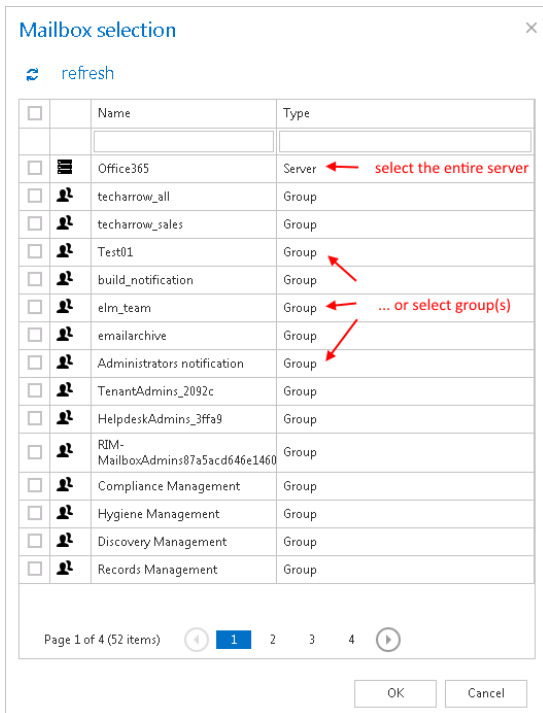 Mailbox selection
refresh
Name Type
Office365 Server select the entire server
techarrow_all Group
techarrow_sales Group
Test01 Group
build_notification Group
elm_team Group ... or select group(s)
emailarchive Group
Administrators notification Group
TenantAdmins_2092c Group
HelpdeskAdmins_3ffa9 Group
RIM-
MailboxAdmins87a5acd646e1460 Group
Compliance Management Group
Hygiene Management Group
Discovery Management Group
Records Management Group
Page 1 of 4 (52 items) 1 2 3 4
OK Cancel